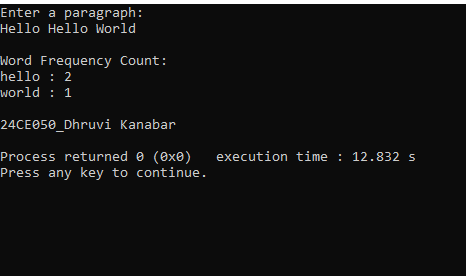 Enter a paragraph:
Hello Hello World
Word Frequency Count:
hello : 2
world : 1
24CE050_Dhruvi Kanabar
Process returned 0 (0x0)   execution time : 12.832 s
Press any key to continue.